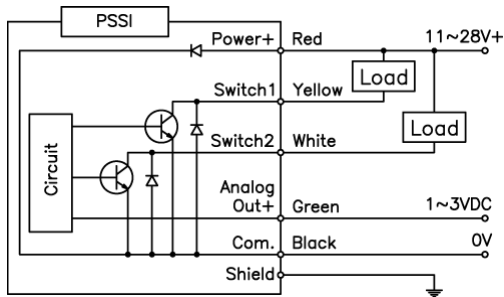 PSSI
Power+ Red 11~28V+
Load
Switch1 Yellow
Load
Switch2 White
Circuit
Analog
Out+ Green 1~3VDC
Com. Black 0V
Shield